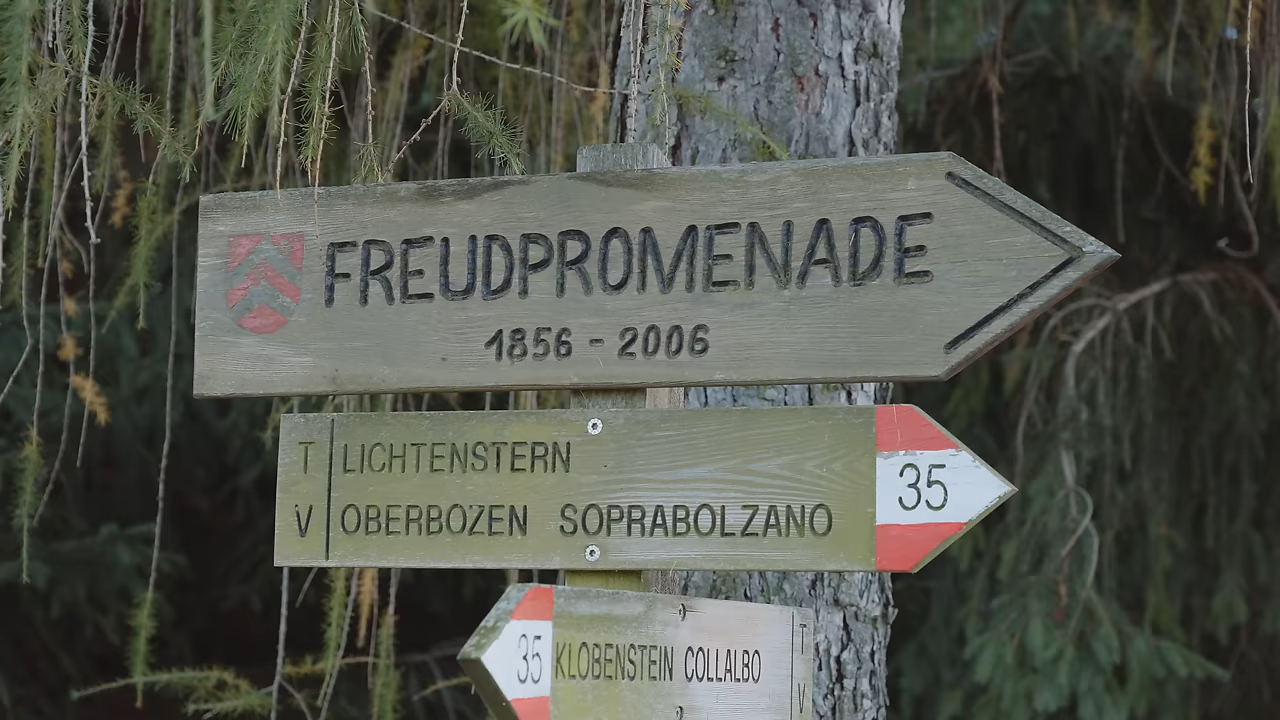 FREUDPROMENADE
1856 - 2006
T LICHTENSTERN
V OBERBOZEN SOPRABOLZANO
35
35 KLOBENSTEIN COLLALBO
T
V